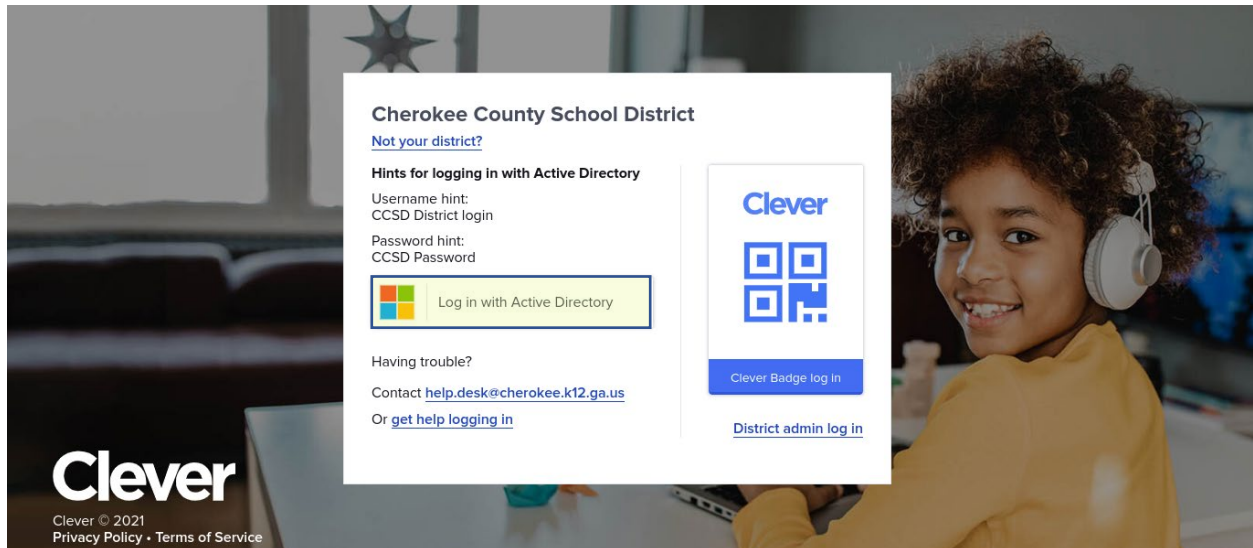 Cherokee County School District
Not your district?
Hints for logging in with Active Directory
Username hint:
CCSD District login
Password hint:
CCSD Password
Log in with Active Directory
Having trouble?
Contact help.desk@cherokee.k12.ga.us
Or get help logging in
Clever
Clever Badge log in
District admin log in
Clever
Clever © 2021
Privacy Policy • Terms of Service